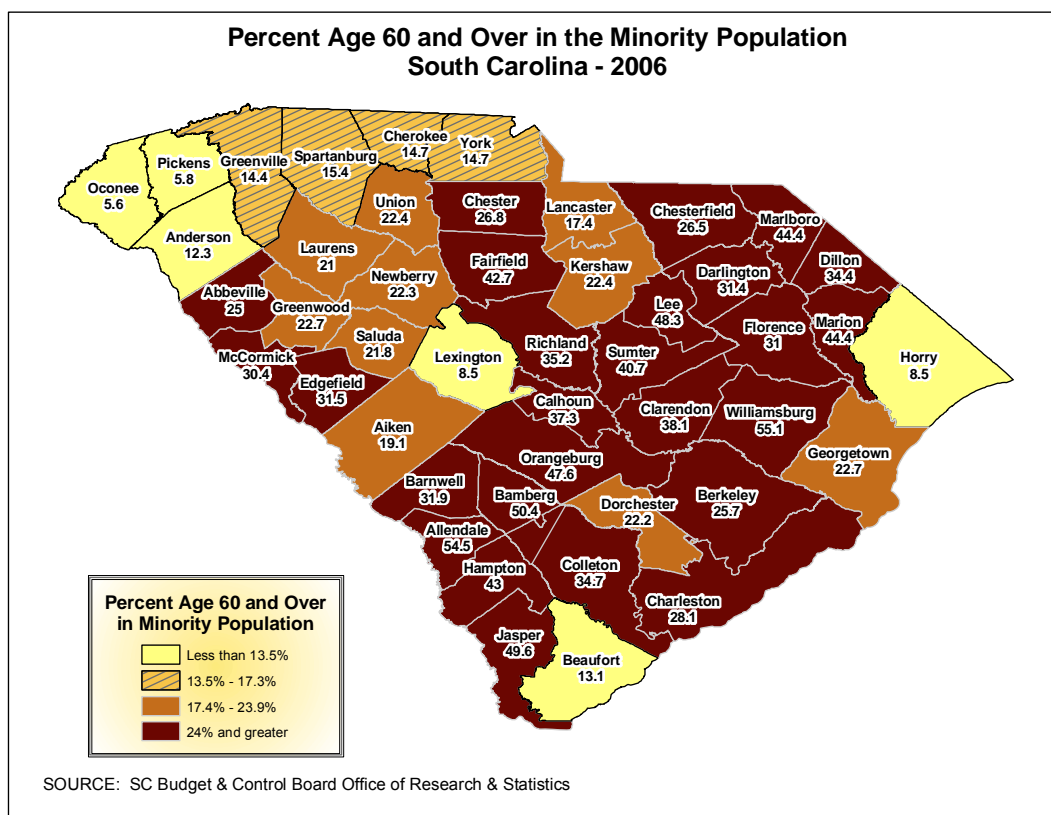 Percent Age 60 and Over in the Minority Population
South Carolina - 2006
Oconee
5.6
Pickens
5.8
Greenville
14.4
Spartanburg
15.4
Cherokee
14.7
York
14.7
Anderson
12.3
Union
22.4
Chester
26.8
Lancaster
17.4
Chesterfield
26.5
Marlboro
44.4
Dillon
34.4
Laurens
21
Newberry
22.3
Fairfield
42.7
Kershaw
22.4
Darlington
31.4
Lee
48.3
Abbeville
25
Greenwood
22.7
Florence
31
Marion
44.4
Horry
8.5
McCormick
30.4
Saluda
21.8
Edgefield
31.5
Lexington
8.5
Richland
35.2
Sumter
40.7
Calhoun
37.3
Clarendon
38.1
Williamsburg
55.1
Aiken
19.1
Georgetown
22.7
Orangeburg
47.6
Barnwell
31.9
Bamberg
50.4
Dorchester
22.2
Berkeley
25.7
Allendale
54.5
Hampton
43
Colleton
34.7
Charleston
28.1
Jasper
49.6
Beaufort
13.1
Percent Age 60 and Over
in Minority Population
Less than 13.5%
13.5% - 17.3%
17.4% - 23.9%
24% and greater
SOURCE: SC Budget & Control Board Office of Research & Statistics